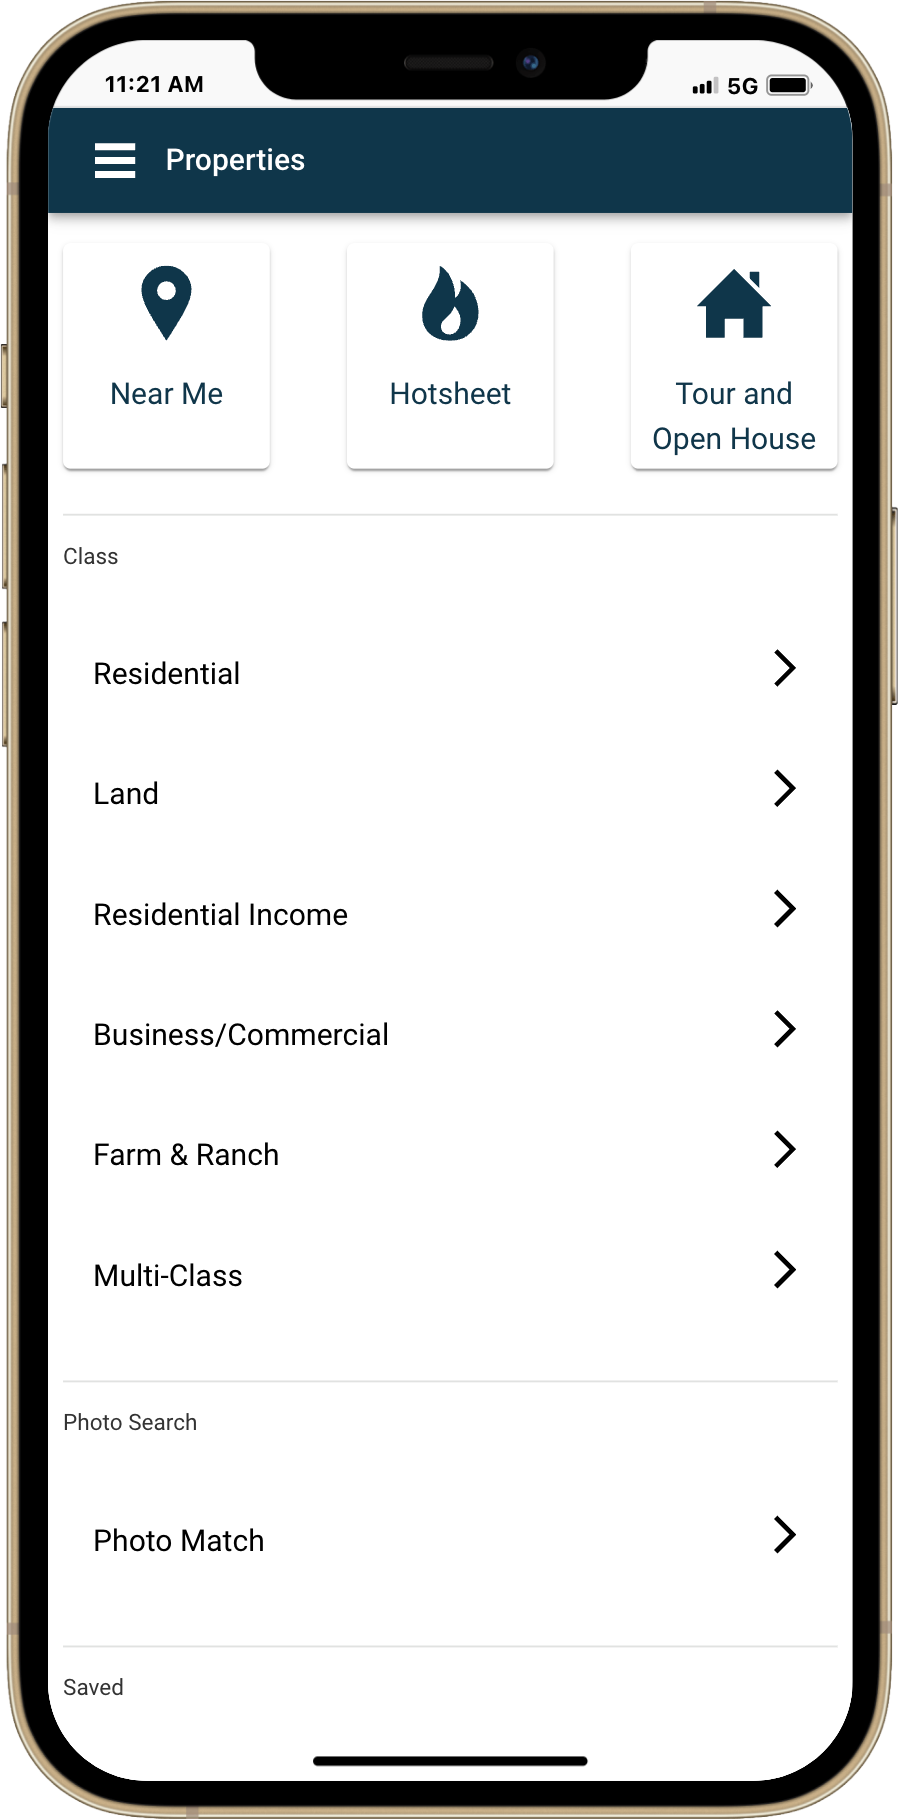 11:21 AM
5G
Properties
Near Me
Hotsheet
Tour and
Open House
Class
Residential
Land
Residential Income
Business/Commercial
Farm & Ranch
Multi-Class
Photo Search
Photo Match
Saved